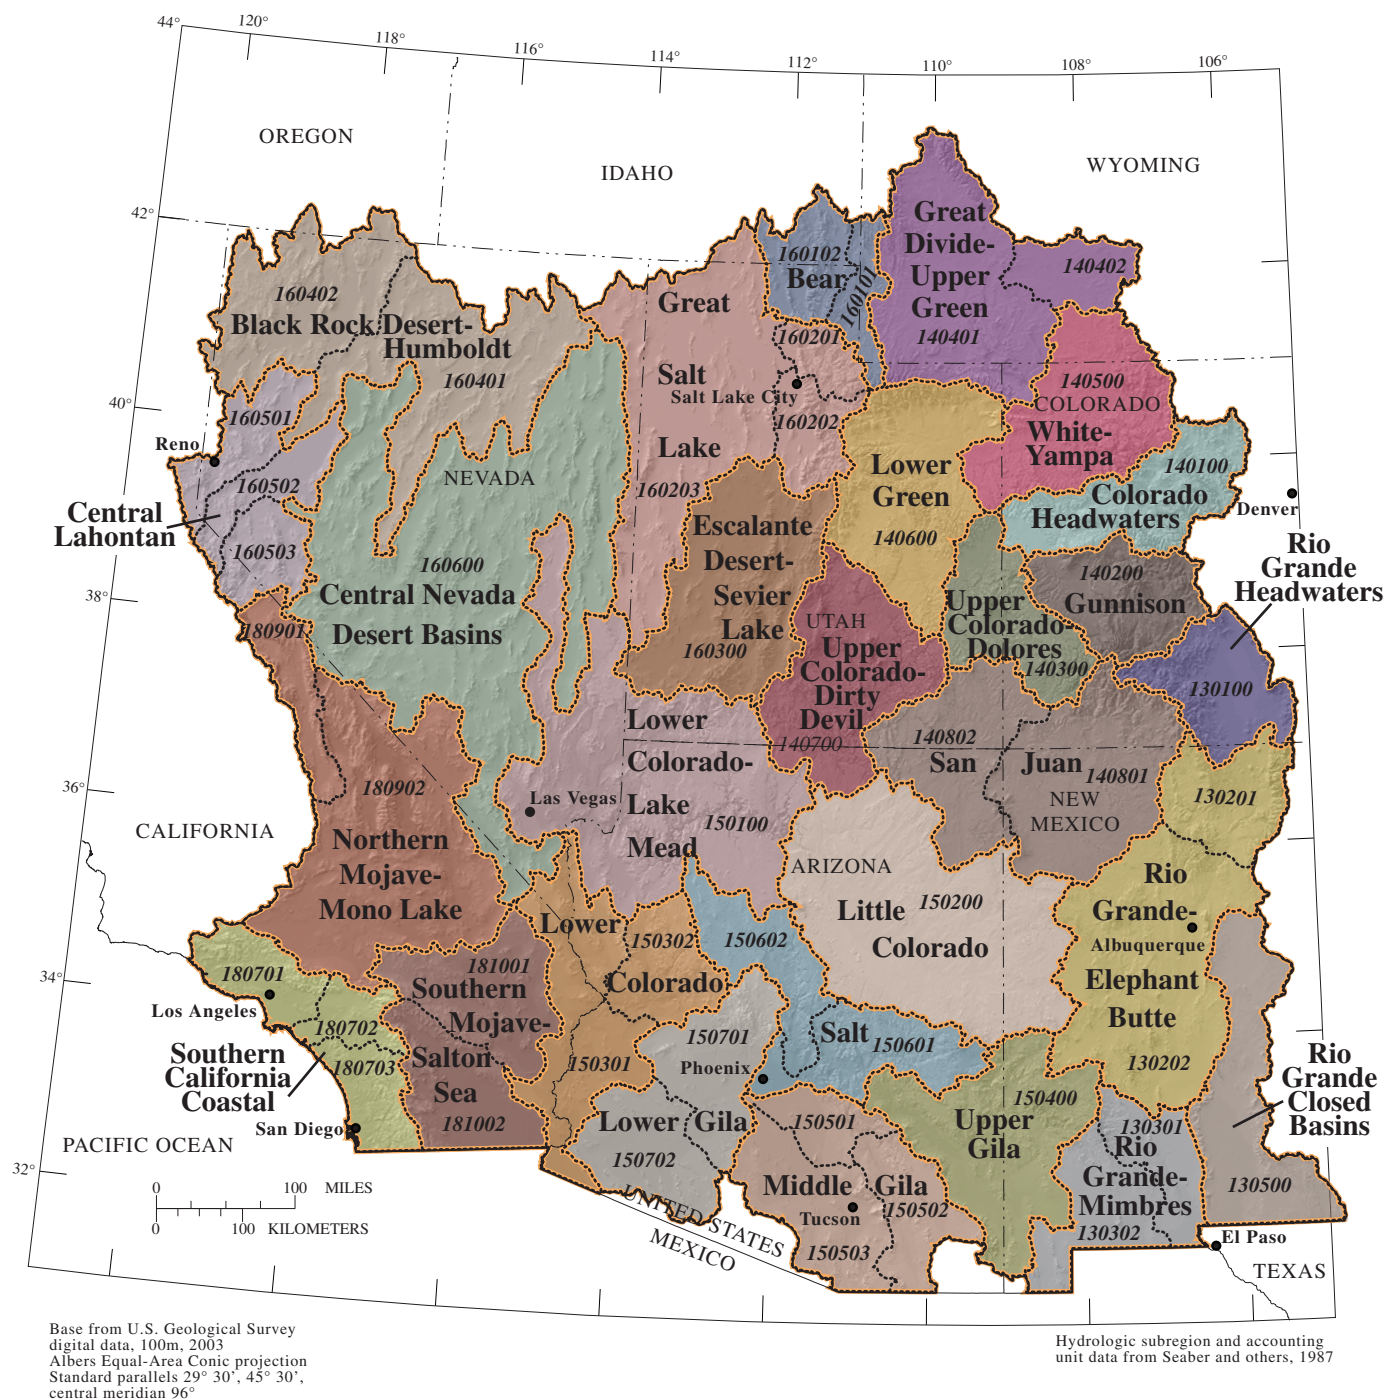 44°
120°
118°
116°
114°
112°
110°
108°
106°
OREGON
IDAHO
WYOMING
42°
40°
38°
36°
34°
32°
Great
Divide-
Upper
Green
140401
140402
160102
Bear
160101
160402
Black Rock Desert-
Humboldt
160401
Great
Salt
Lake
160203
160201
Salt Lake City
160202
140500
COLORADO
White-
Yampa
160501
Reno
160502
160503
Central
Lahontan
NEVADA
160600
Central Nevada
Desert Basins
Lower
Green
140600
140100
Colorado
Headwaters
Denver
Rio
Grande
Headwaters
Escalante
Desert-
Sevier
Lake
160300
140200
Gunnison
Upper
Colorado-
Dolores
140300
UTAH
Upper
Colorado-
Dirty
Devil
140700
130100
180901
180902
Northern
Mojave-
Mono Lake
CALIFORNIA
Las Vegas
Lower
Colorado-
Lake
Mead
150100
140802
San Juan
140801
NEW
MEXICO
130201
ARIZONA
Little
Colorado
150200
Rio
Grande-
Albuquerque
Elephant
Butte
130202
Lower
Colorado
150302
150301
150602
Salt
150601
180701
Los Angeles
180702
180703
Southern
California
Coastal
San Diego
PACIFIC OCEAN
181001
Southern
Mojave-
Salton
Sea
181002
150701
Phoenix
Lower Gila
150702
150501
Middle Gila
Tucson
150502
150503
150400
Upper
Gila
130301
Rio
Grande-
Mimbres
130302
Rio
Grande
Closed
Basins
130500
El Paso
TEXAS
UNITED STATES
MEXICO
0 100 MILES
0 100 KILOMETERS
Base from U.S. Geological Survey
digital data, 100m, 2003
Albers Equal-Area Conic projection
Standard parallels 29° 30’, 45° 30’,
central meridian 96°
Hydrologic subregion and accounting
unit data from Seaber and others, 1987